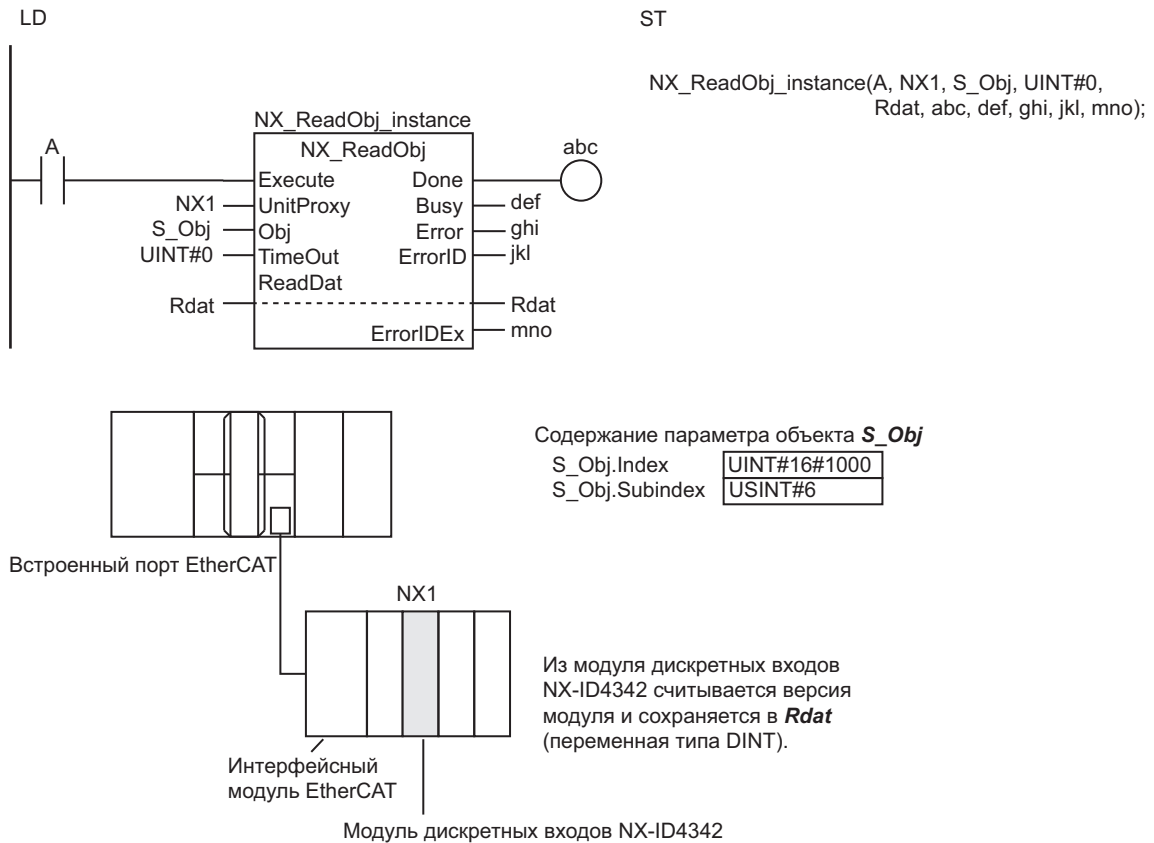 LD
ST
NX_ReadObj_instance(A, NX1, S_Obj, UINT#0,
Rdat, abc, def, ghi, jkl, mno);
NX_ReadObj_instance
NX_ReadObj
A
abc
Execute
Done
NX1
UnitProxy
Busy
def
S_Obj
Obj
Error
ghi
UINT#0
TimeOut
ErrorID
jkl
ReadDat
Rdat
Rdat
ErrorIDEx
mno
Содержание параметра объекта S_Obj
S_Obj.Index UINT#16#1000
S_Obj.Subindex USINT#6
Встроенный порт EtherCAT
NX1
Из модуля дискретных входов
NX-ID4342 считывается версия
модуля и сохраняется в Rdat
(переменная типа DINT).
Интерфейсный
модуль EtherCAT
Модуль дискретных входов NX-ID4342